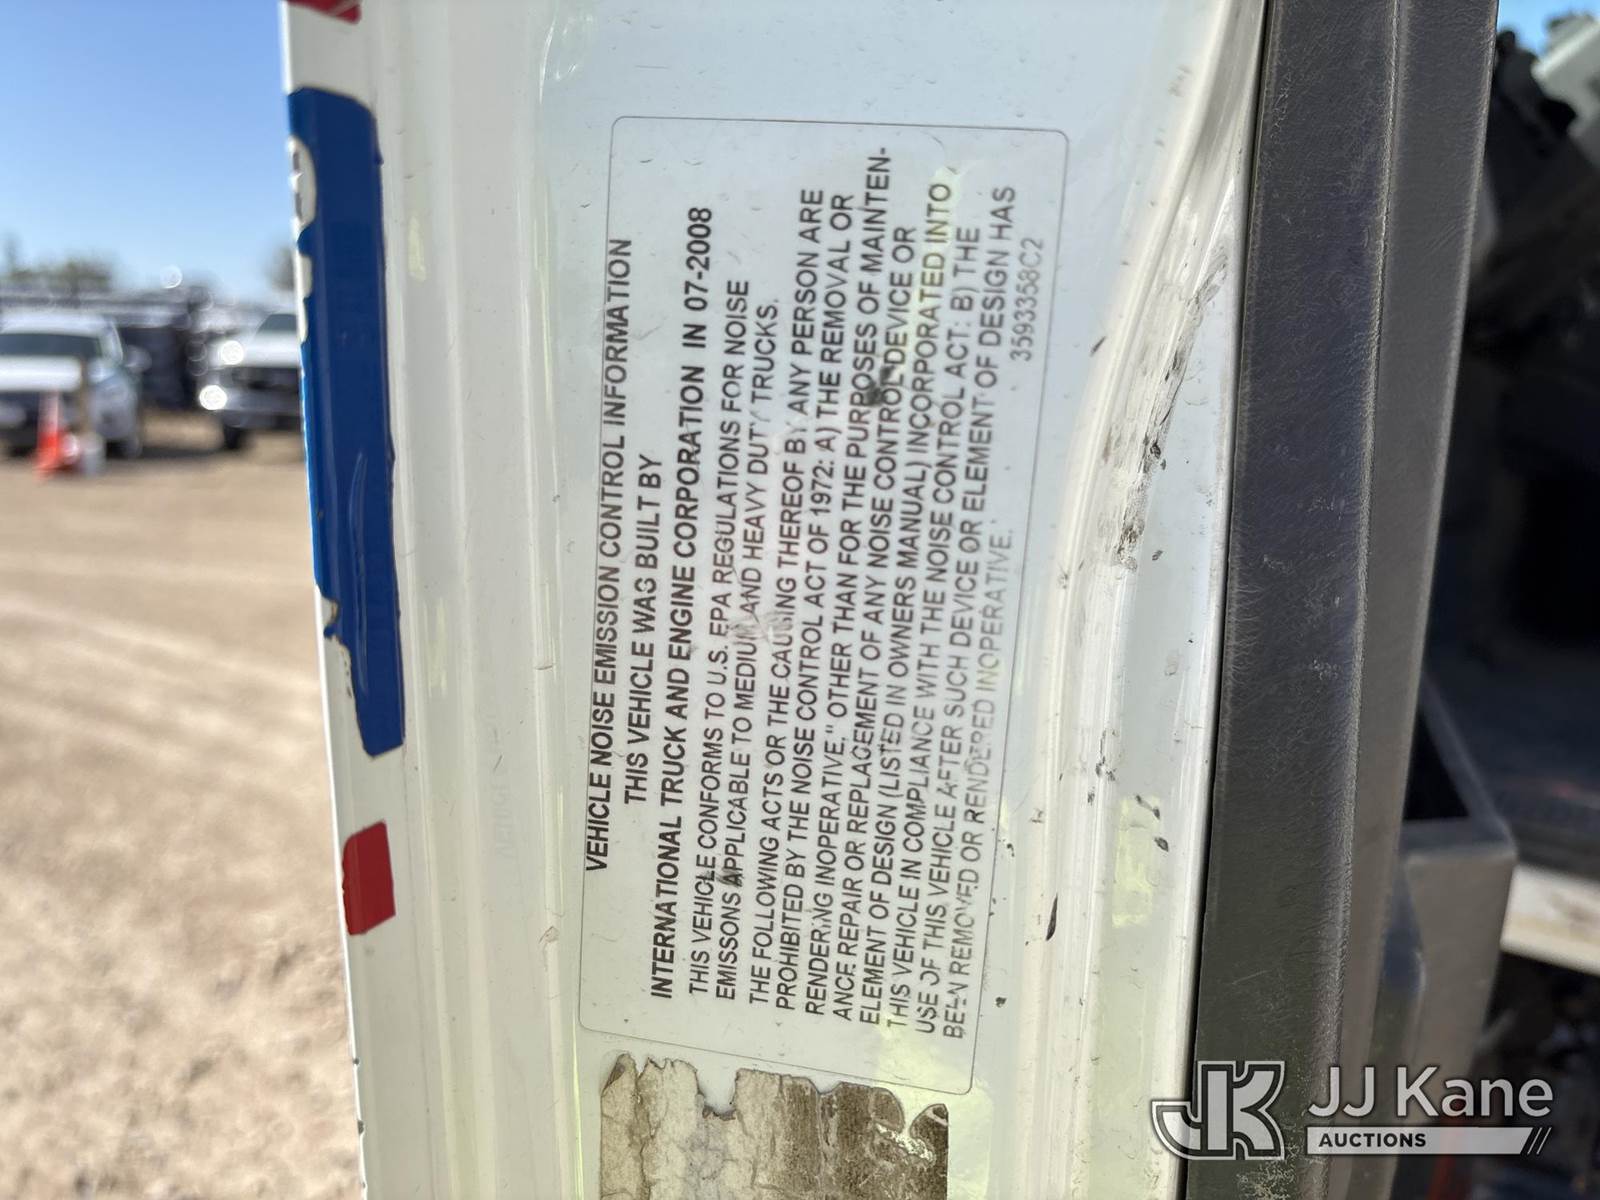 VEHICLE NOISE EMISSION CONTROL INFORMATION
THIS VEHICLE WAS BUILT BY
INTERNATIONAL TRUCK AND ENGINE CORPORATION IN 07-2008
THIS VEHICLE CONFORMS TO U.S. EPA REGULATIONS FOR NOISE
EMISSONS APPLICABLE TO MEDIUM AND HEAVY DUTY TRUCKS.
THE FOLLOWING ACTS OR THE CAUSING THEREOF BY ANY PERSON ARE
PROHIBITED BY THE NOISE CONTROL ACT OF 1972: A) THE REMOVAL OR
RENDERING INOPERATIVE," OTHER THAN FOR THE PURPOSES OF MAINTEN-
ANCE, REPAIR OR REPLACEMENT OF ANY NOISE CONTROL DEVICE OR
ELEMENT OF DESIGN (LISTED IN OWNERS MANUAL) INCORPORATED INTO
THIS VEHICLE IN COMPLIANCE WITH THE NOISE CONTROL ACT: B) THE
USE OF THIS VEHICLE AFTER SUCH DEVICE OR ELEMENT OF DESIGN HAS
BEEN REMOVED OR RENDERED INOPERATIVE.
3593358C2
JK
JJ Kane
AUCTIONS